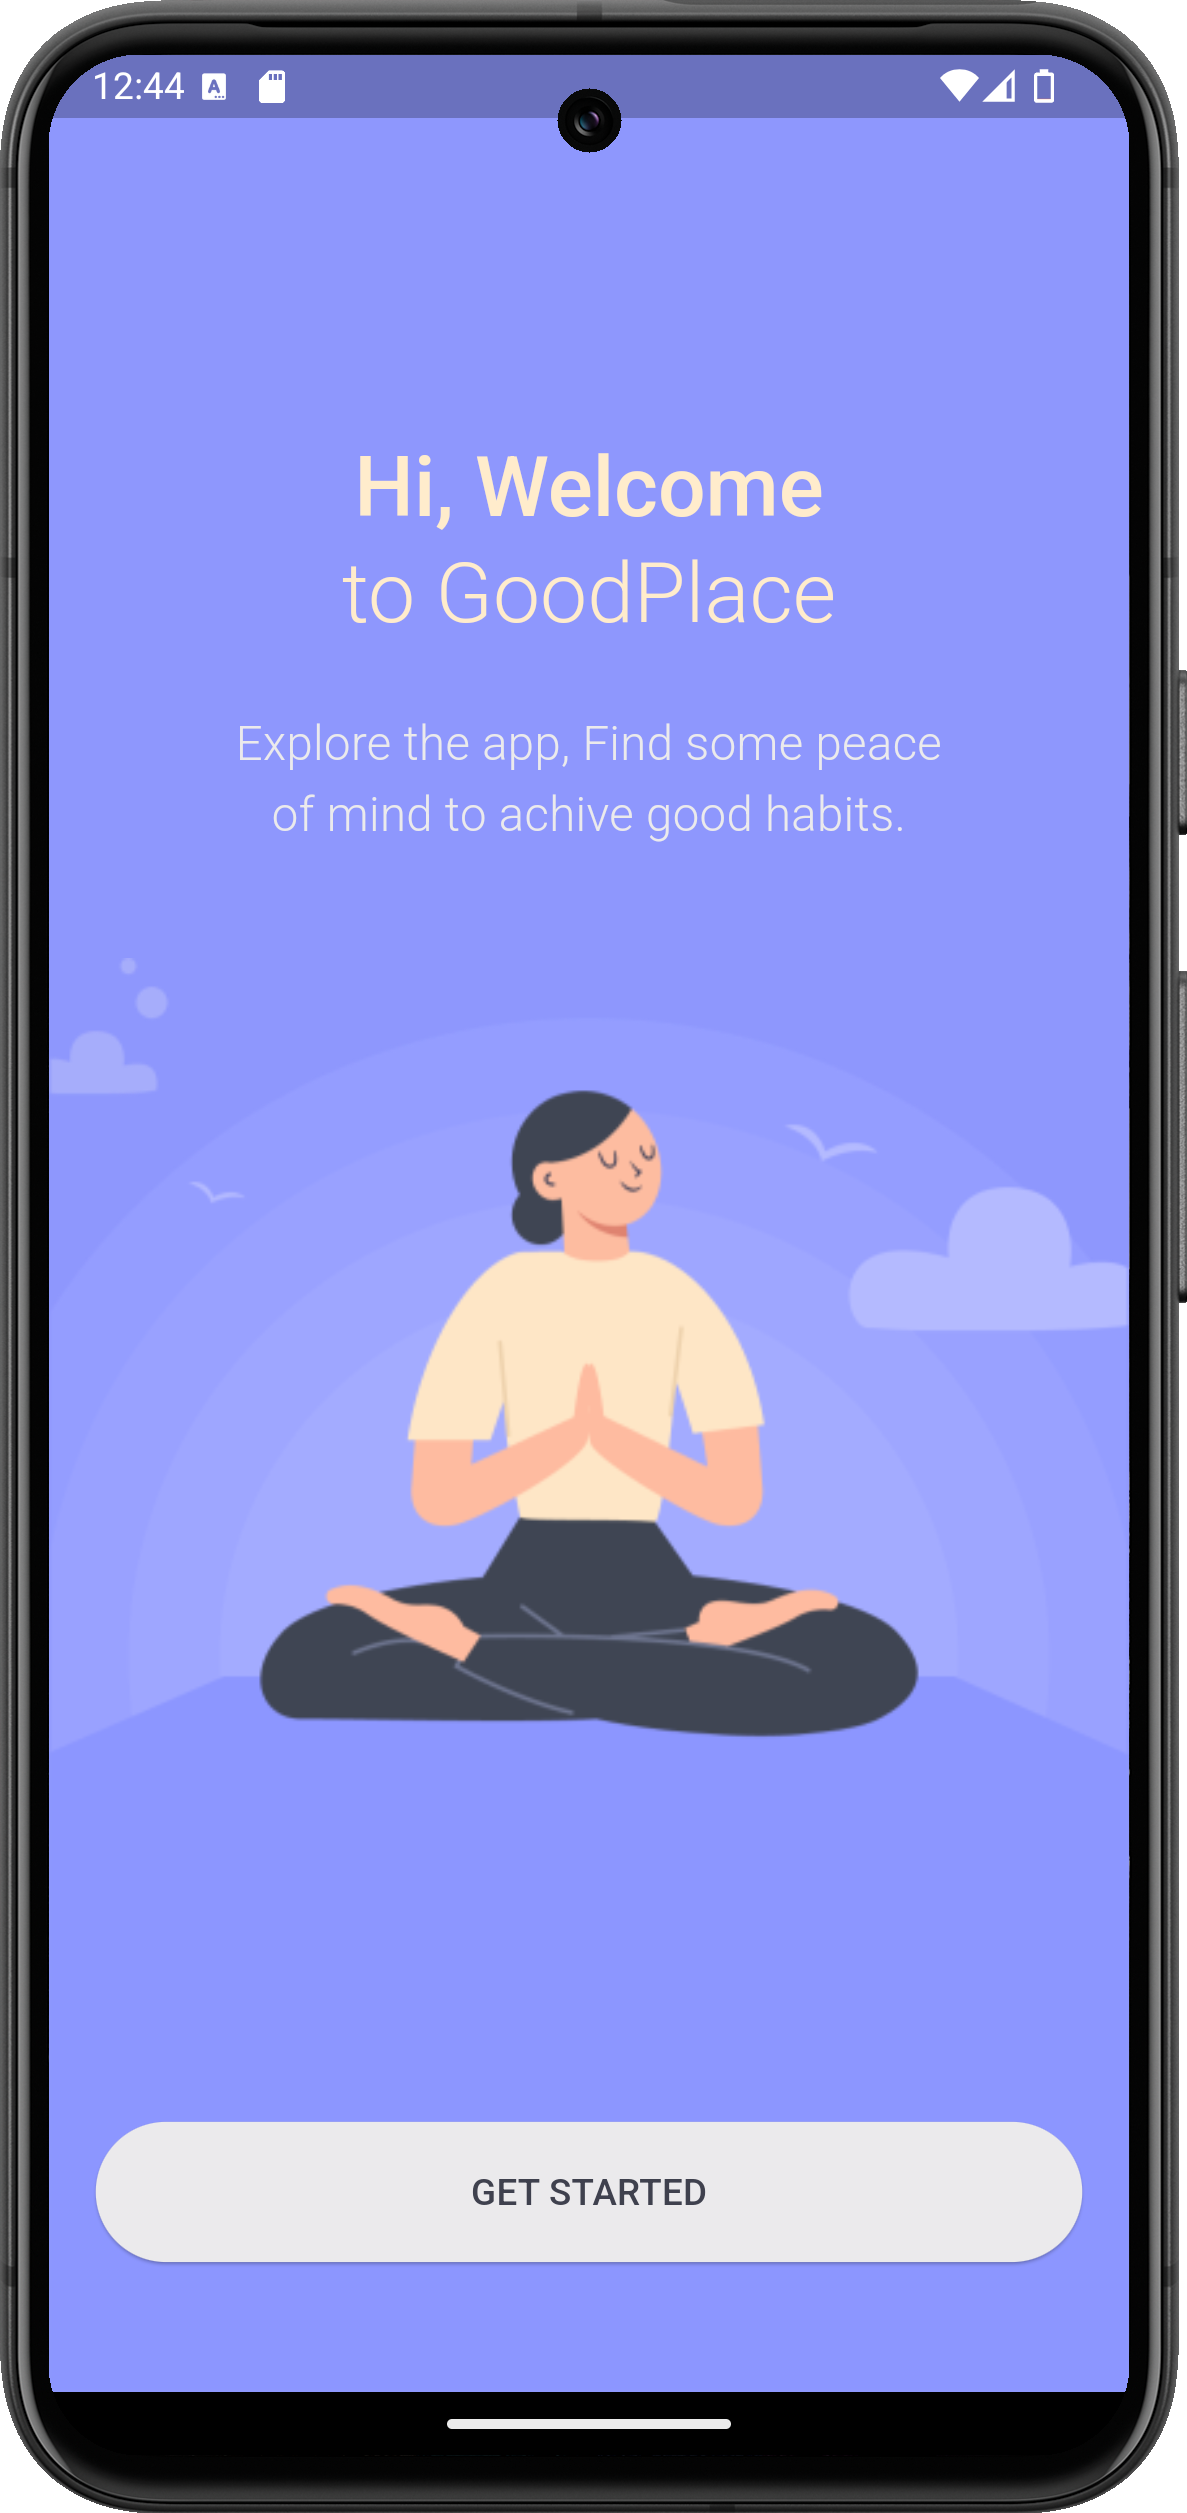 12:44
Hi, Welcome
to GoodPlace
Explore the app, Find some peace
of mind to achive good habits.
GET STARTED